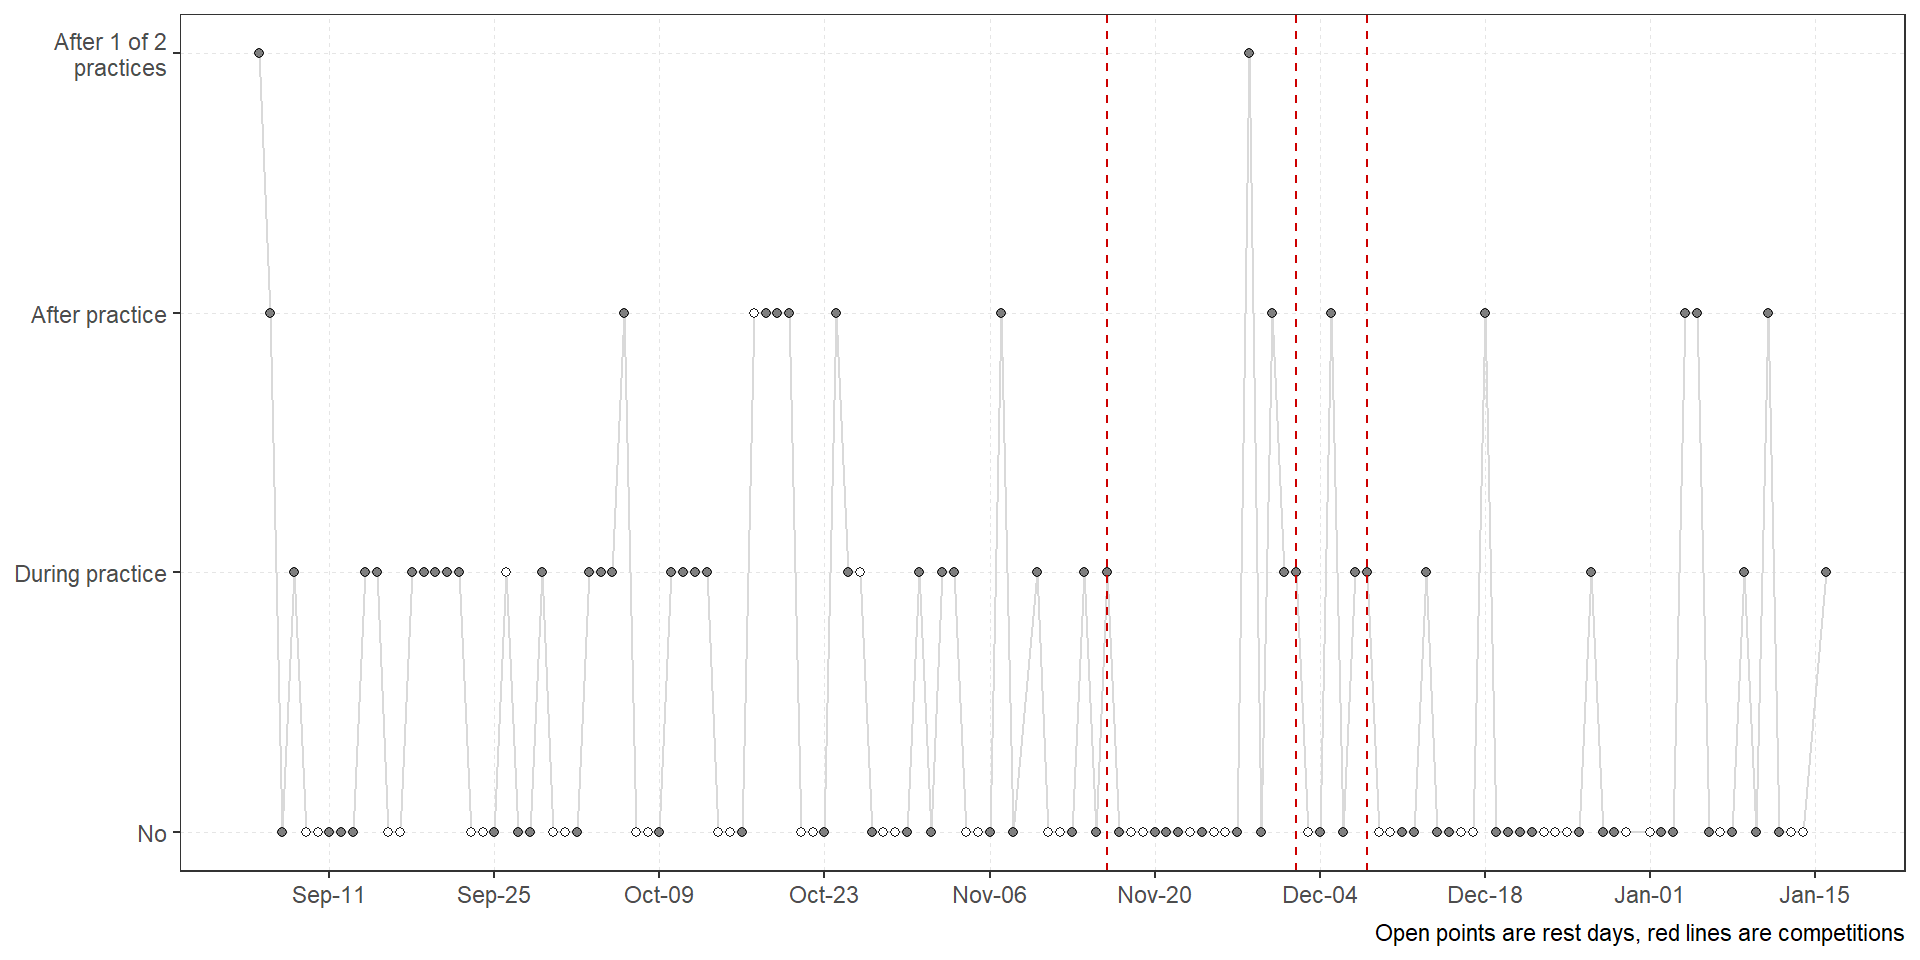 After 1 of 2
practices
After practice
During practice
No
Sep-11
Sep-25
Oct-09
Oct-23
Nov-06
Nov-20
Dec-04
Dec-18
Jan-01
Jan-15
Open points are rest days, red lines are competitions